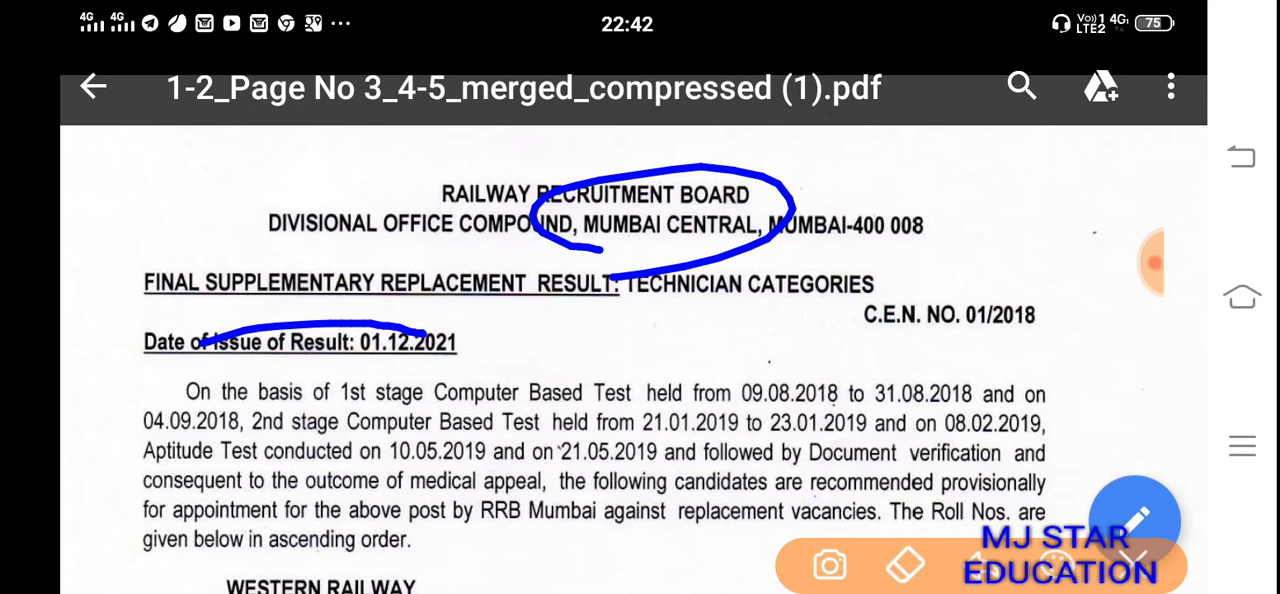 4G 4G 22:42 Vo)) 1 4G LTE2 75
1-2_Page No 3_4-5_merged_compressed (1).pdf
RAILWAY RECRUITMENT BOARD
DIVISIONAL OFFICE COMPOUND, MUMBAI CENTRAL, MUMBAI-400 008
FINAL SUPPLEMENTARY REPLACEMENT RESULT: TECHNICIAN CATEGORIES
C.E.N. NO. 01/2018
Date of Issue of Result: 01.12.2021
On the basis of 1st stage Computer Based Test held from 09.08.2018 to 31.08.2018 and on
04.09.2018, 2nd stage Computer Based Test held from 21.01.2019 to 23.01.2019 and on 08.02.2019,
Aptitude Test conducted on 10.05.2019 and on 21.05.2019 and followed by Document verification and
consequent to the outcome of medical appeal, the following candidates are recommended provisionally
for appointment for the above post by RRB Mumbai against replacement vacancies. The Roll Nos. are
given below in ascending order.
WESTERN RAILWAY
MJ STAR
EDUCATION